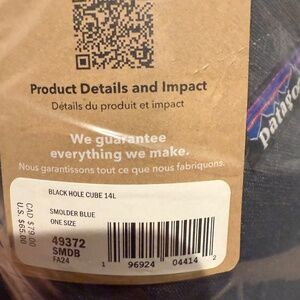 Product Details and Impact
Détails du produit et impact
We guarantee
everything we make.
Nous garantissons tout ce que nous fabriquons.
BLACK HOLE CUBE 14L
SMOLDER BLUE
ONE SIZE
49372
SMDB
FA24
CAD $79.00
U.S. $65.00
1 96924 04414 2
patago